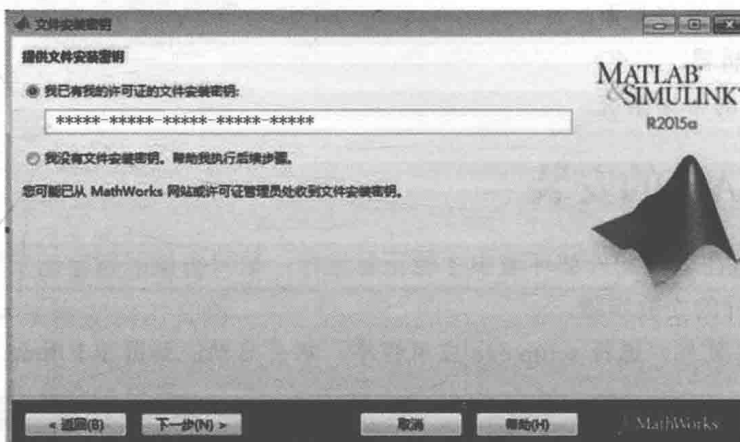 文件安装密钥
提供文件安装密钥
我已有我的许可证的文件安装密钥:
*****-*****-*****-*****-*****
我没有文件安装密钥。帮助我执行后续步骤。
您可能已从 MathWorks 网站或许可证管理员处收到文件安装密钥。
MATLAB
&SIMULINK
R2015a
< 返回(B)
下一步(N) >
取消
帮助(H)
MathWorks